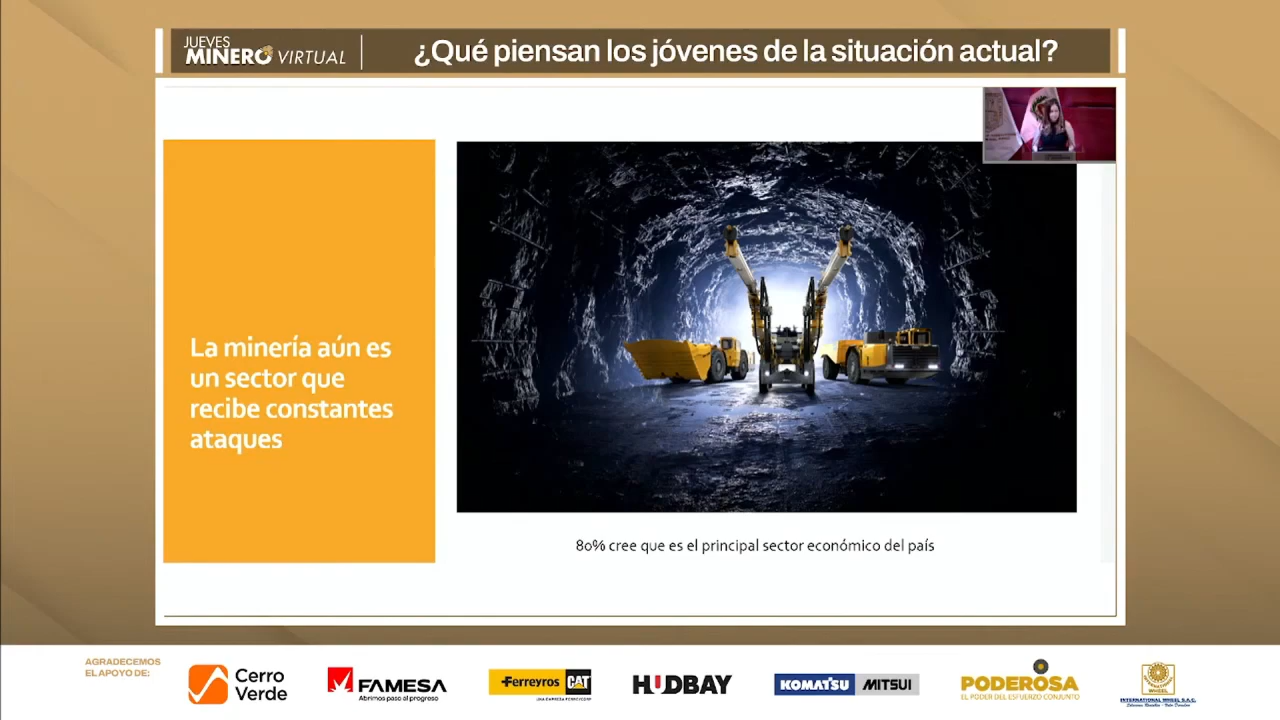 JUEVES
MINERO VIRTUAL
¿Qué piensan los jóvenes de la situación actual?
La minería aún es
un sector que
recibe constantes
ataques
80% cree que es el principal sector económico del país
AGRADECEMOS
EL APOYO DE:
Cerro
Verde
FAMESA
Abrimos paso al progreso
Ferreyros CAT
HUDBAY
KOMATSU MITSUI
PODEROSA
EL PODER DEL ESFUERZO CONJUNTO
INTERNATIONAL WHEEL S.A.C.